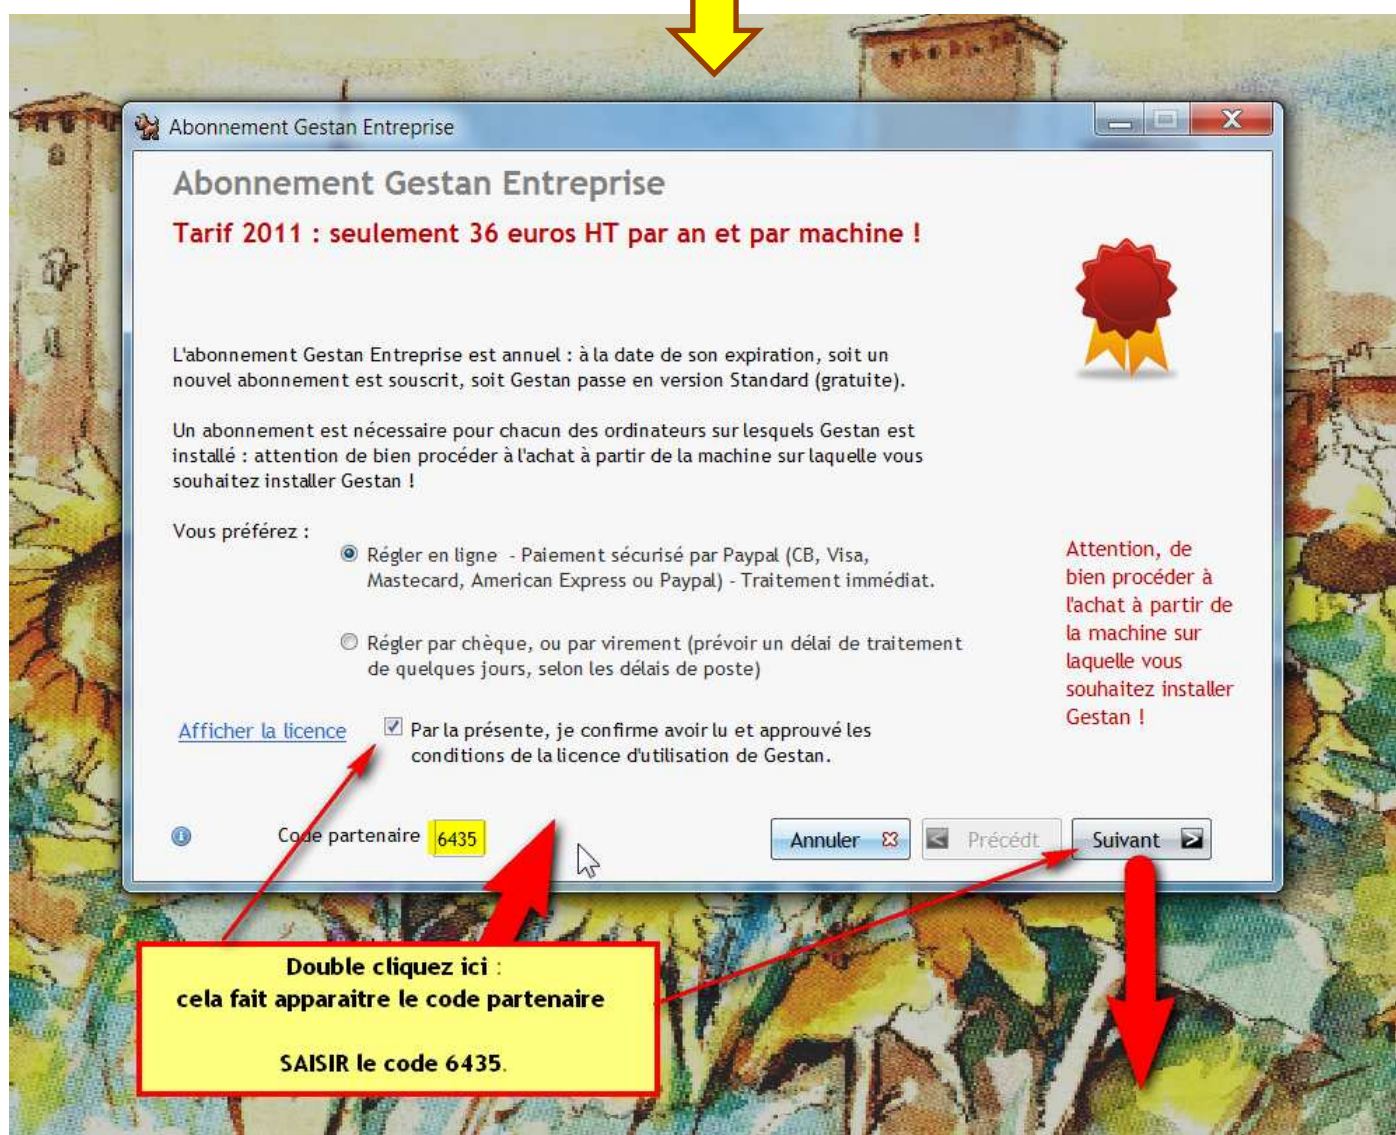 Abonnement Gestan Entreprise
Abonnement Gestan Entreprise
Tarif 2011 : seulement 36 euros HT par an et par machine !
L'abonnement Gestan Entreprise est annuel : à la date de son expiration, soit un
nouvel abonnement est souscrit, soit Gestan passe en version Standard (gratuite).
Un abonnement est nécessaire pour chacun des ordinateurs sur lesquels Gestan est
installé : attention de bien procéder à l'achat à partir de la machine sur laquelle vous
souhaitez installer Gestan !
Vous préférez :
Régler en ligne - Paiement sécurisé par Paypal (CB, Visa,
Mastecard, American Express ou Paypal) - Traitement immédiat.
Régler par chèque, ou par virement (prévoir un délai de traitement
de quelques jours, selon les délais de poste)
Attention, de
bien procéder à
l'achat à partir de
la machine sur
laquelle vous
souhaitez installer
Gestan !
Afficher la licence
Par la présente, je confirme avoir lu et approuvé les
conditions de la licence d'utilisation de Gestan.
Code partenaire 6435
Annuler
Précédt
Suivant
Double cliquez ici :
cela fait apparaitre le code partenaire
SAISIR le code 6435.